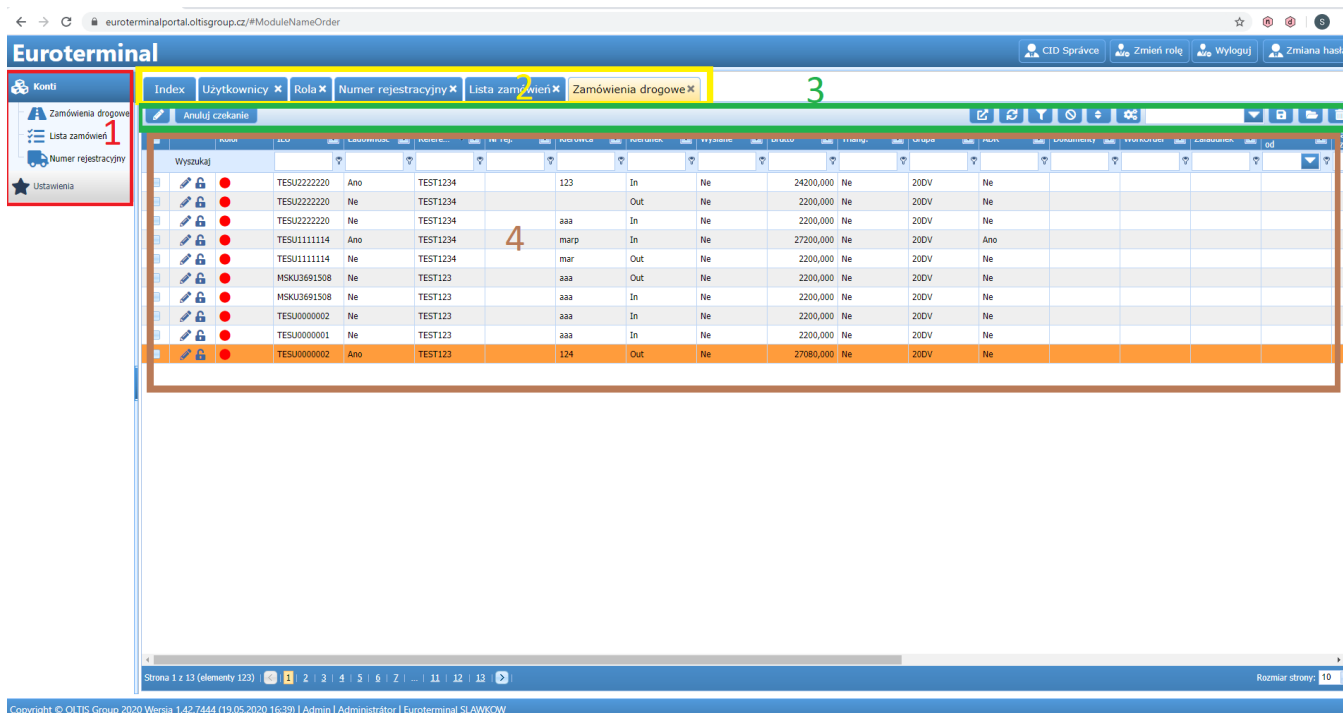 euroterminalportal.oltisgroup.cz/#ModuleNameOrder
S
Euroterminal
CID Správce Zmień rolę Wyloguj Zmiana hasła
Konti
Zamówienia drogowe
Lista zamówień
Numer rejestracyjny
Ustawienia
1
Index Użytkownicy Rola Numer rejestracyjny Lista zamówień Zamówienia drogowe
2
3
Anuluj czekanie
Kolor ILU Ładowność Refere... Nr rej. Kierowca Kierunek Wysłane Brutto Triang. Grupa ADR Dokumenty WorkOrder Załadunek
od
Wyszukaj
TESU2222220 Ano TEST1234 123 In Ne 24200,000 Ne 20DV Ne
TESU2222220 Ne TEST1234 Out Ne 2200,000 Ne 20DV Ne
TESU2222220 Ne TEST1234 aaa In Ne 2200,000 Ne 20DV Ne
TESU1111114 Ano TEST1234 marp In Ne 27200,000 Ne 20DV Ano
4
TESU1111114 Ne TEST1234 mar Out Ne 2200,000 Ne 20DV Ne
MSKU3691508 Ne TEST123 aaa Out Ne 2200,000 Ne 20DV Ne
MSKU3691508 Ne TEST123 aaa In Ne 2200,000 Ne 20DV Ne
TESU0000002 Ne TEST123 aaa In Ne 2200,000 Ne 20DV Ne
TESU0000001 Ne TEST123 aaa In Ne 2200,000 Ne 20DV Ne
TESU0000002 Ano TEST123 124 Out Ne 27080,000 Ne 20DV Ne
Strona 1 z 13 (elementy 123) 1 | 2 | 3 | 4 | 5 | 6 | 7 | ... | 11 | 12 | 13 Rozmiar strony: 10
Copyright © OLTIS Group 2020 Wersja 1.42.7444 (19.05.2020 16:39) | Admin | Administrátor | Euroterminal SLAWKOW